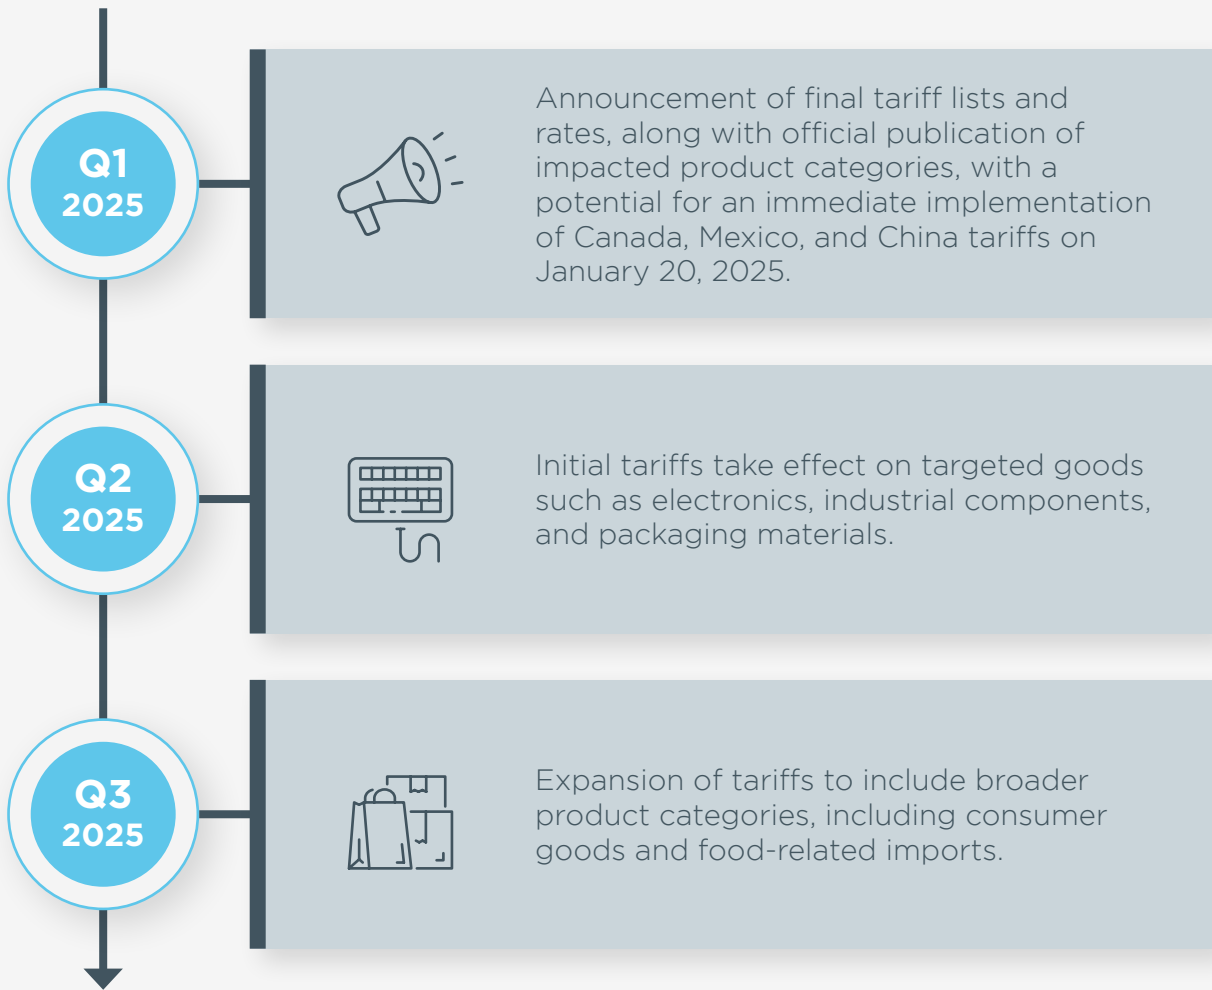 Q1
2025
Announcement of final tariff lists and
rates, along with official publication of
impacted product categories, with a
potential for an immediate implementation
of Canada, Mexico, and China tariffs on
January 20, 2025.
Q2
2025
Initial tariffs take effect on targeted goods
such as electronics, industrial components,
and packaging materials.
Q3
2025
Expansion of tariffs to include broader
product categories, including consumer
goods and food-related imports.